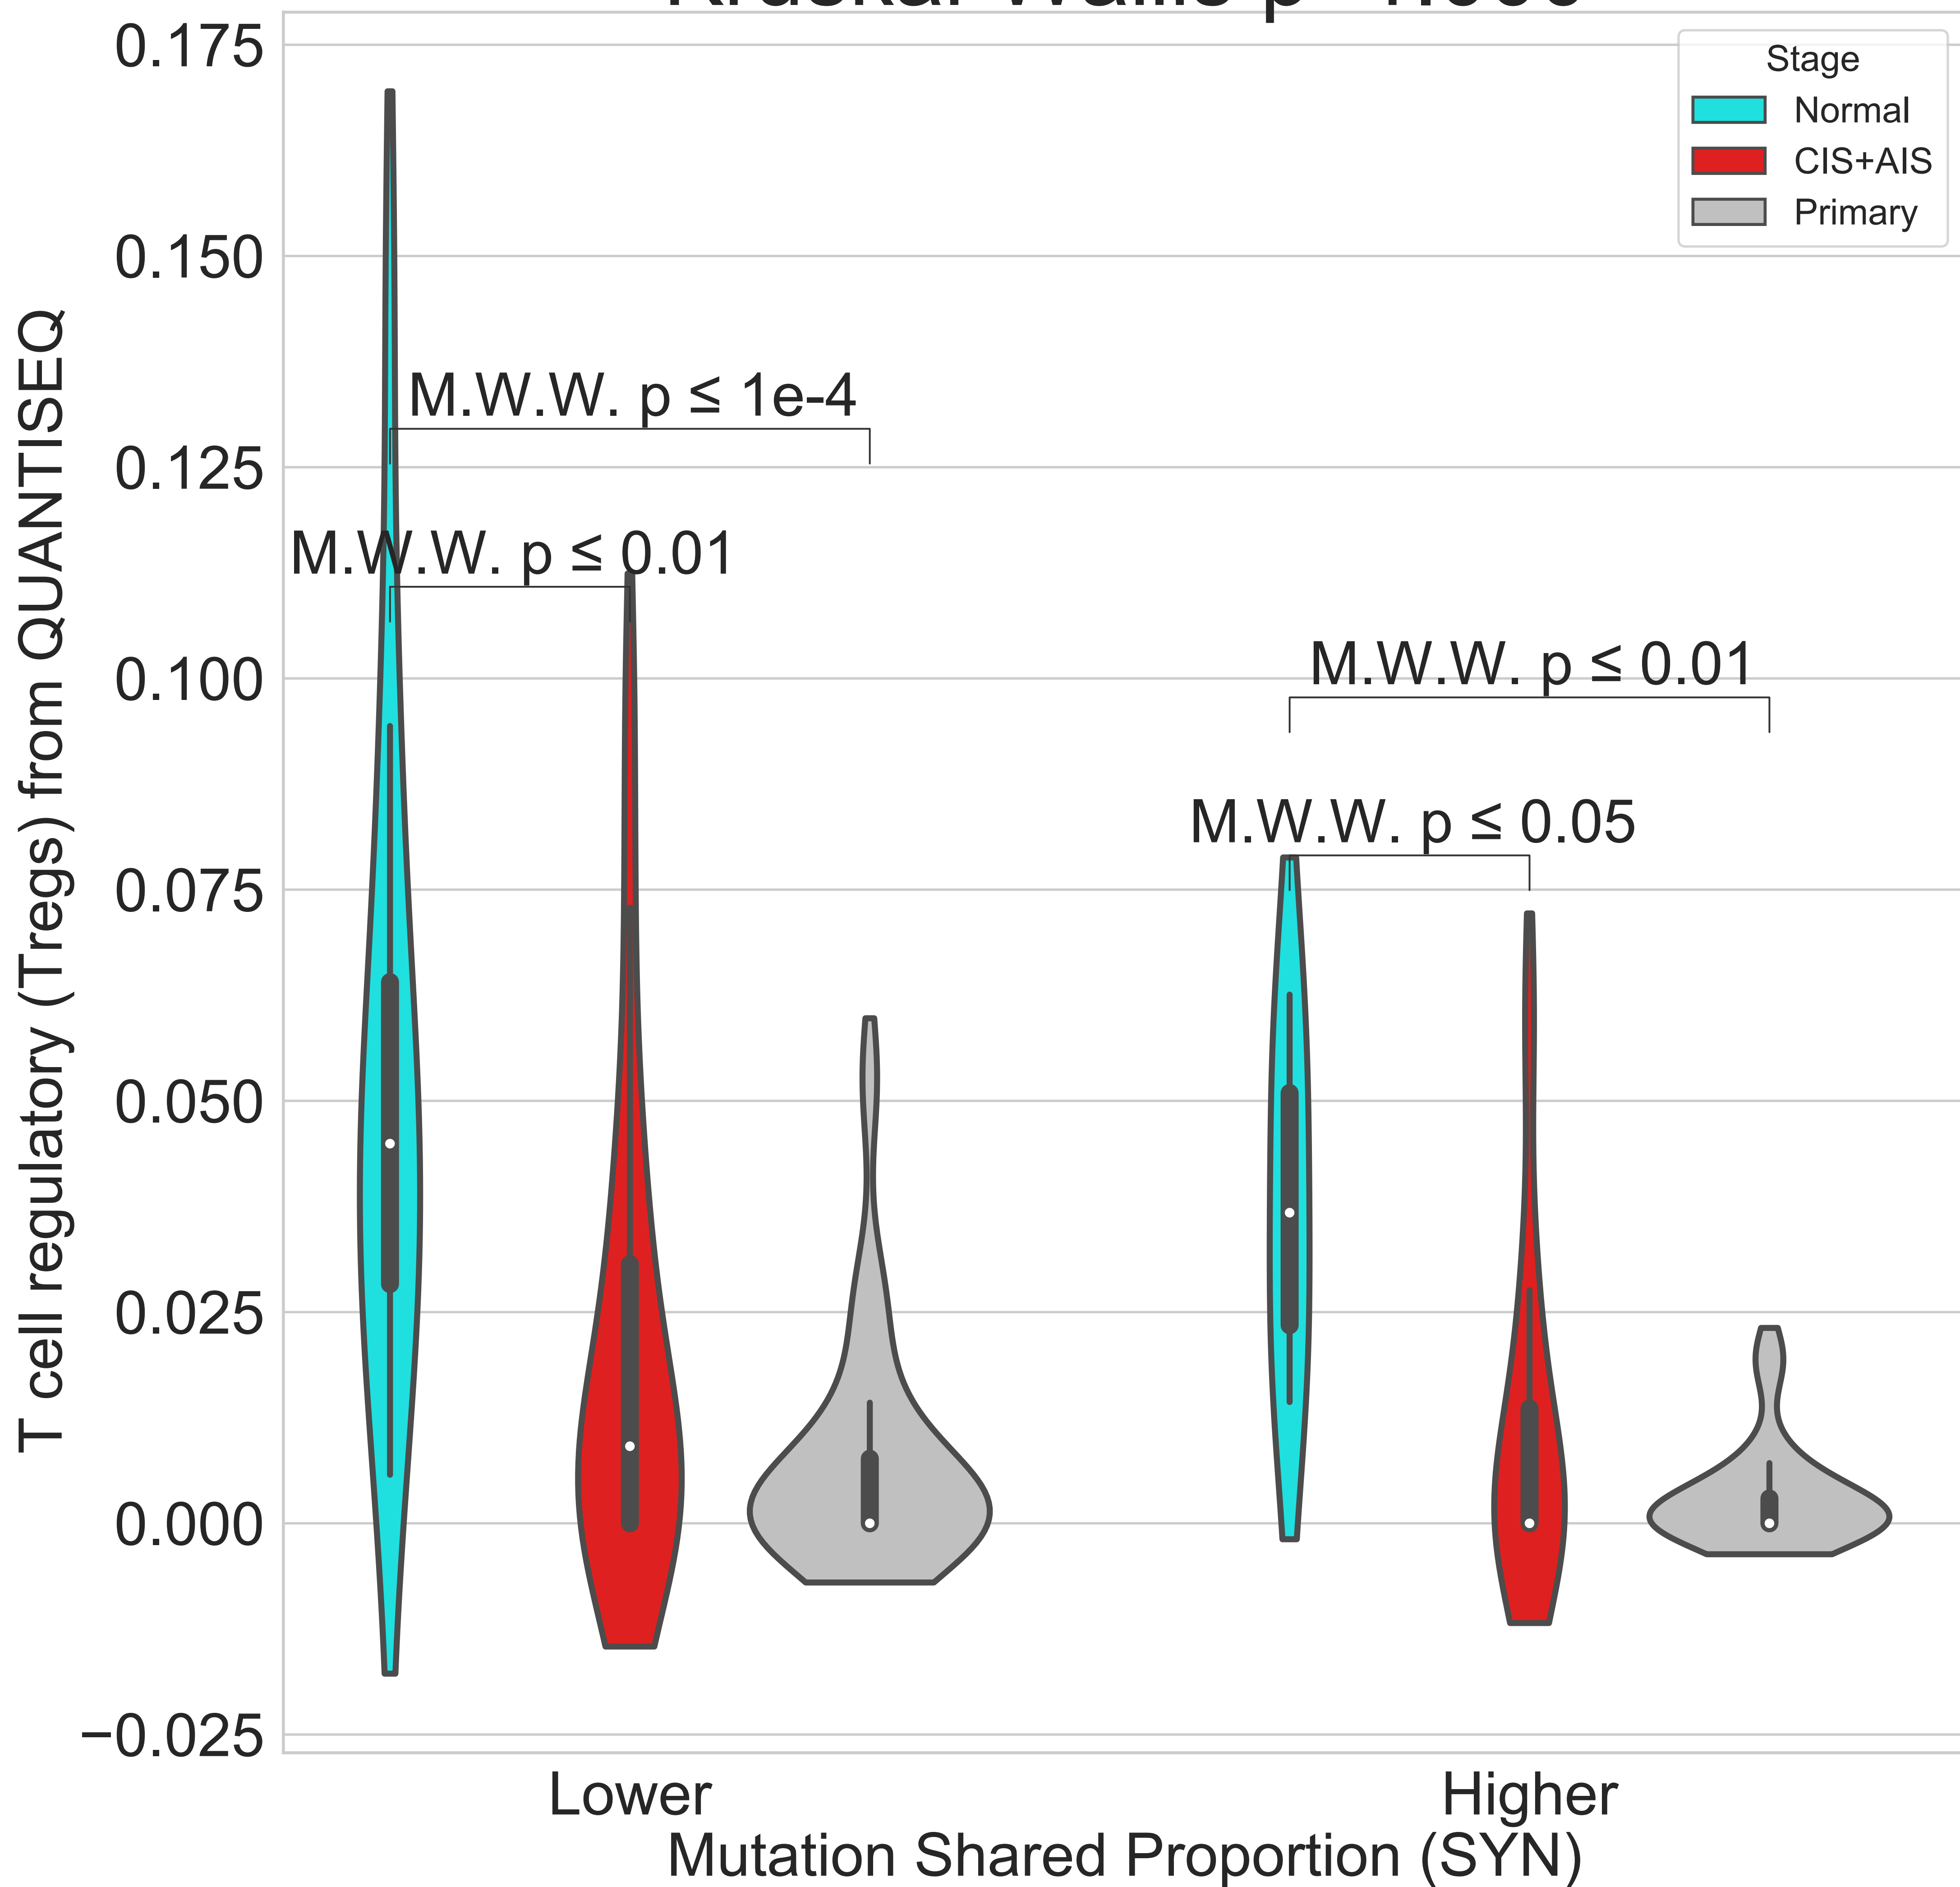 0.175
0.150
0.125
0.100
0.075
0.050
0.025
0.000
−0.025
T cell regulatory (Tregs) from QUANTISEQ
Stage
Normal
CIS+AIS
Primary
M.W.W. p ≤ 1e-4
M.W.W. p ≤ 0.01
M.W.W. p ≤ 0.01
M.W.W. p ≤ 0.05
Lower
Higher
Mutation Shared Proportion (SYN)